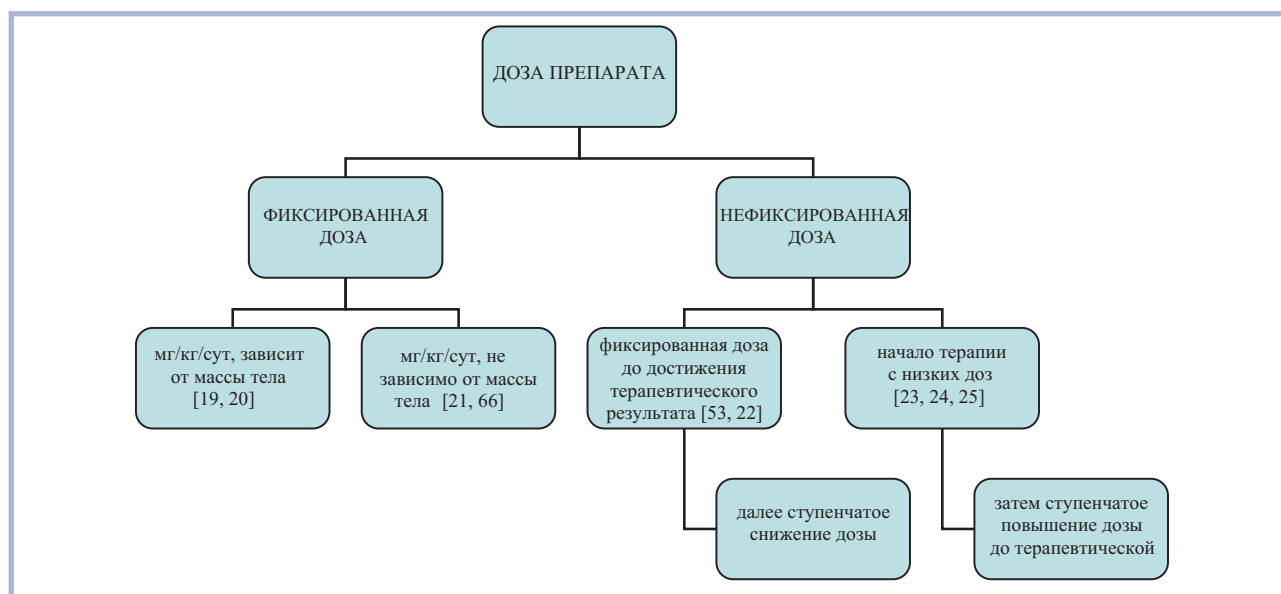 ДОЗА ПРЕПАРАТА
ФИКСИРОВАННАЯ
ДОЗА
НЕФИКСИРОВАННАЯ
ДОЗА
мг/кг/сут, зависит
от массы тела
[19, 20]
мг/кг/сут, не
зависимо от массы
тела [21, 66]
фиксированная доза
до достижения
терапевтического
результата [53, 22]
начало терапии
с низких доз
[23, 24, 25]
далее ступенчатое
снижение дозы
затем ступенчатое
повышение дозы
до терапевтической